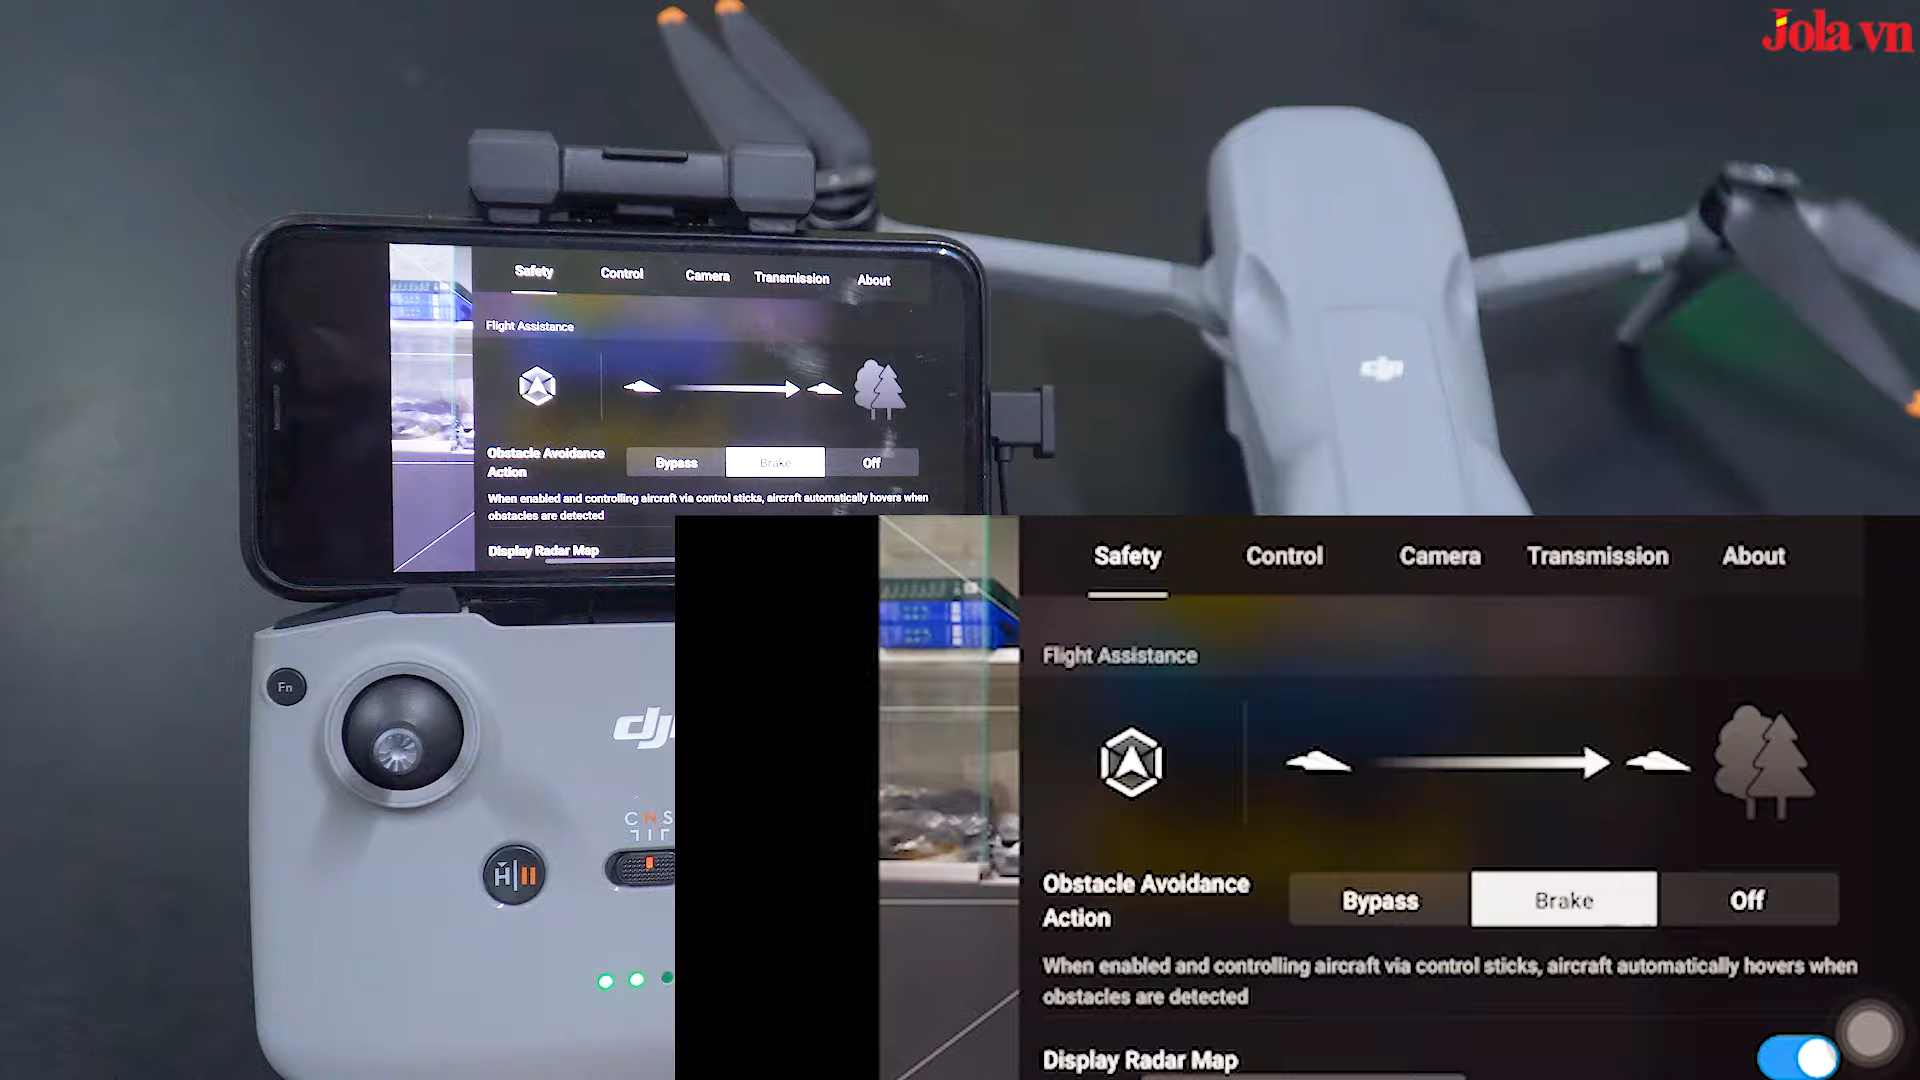 Jola.vn
Safety Control Camera Transmission About
Flight Assistance
Obstacle Avoidance
Action
Bypass Brake Off
When enabled and controlling aircraft via control sticks, aircraft automatically hovers when
obstacles are detected
Display Radar Map
dji
Fn
dj
C N S
H
Safety Control Camera Transmission About
Flight Assistance
Obstacle Avoidance
Action
Bypass Brake Off
When enabled and controlling aircraft via control sticks, aircraft automatically hovers when
obstacles are detected
Display Radar Map